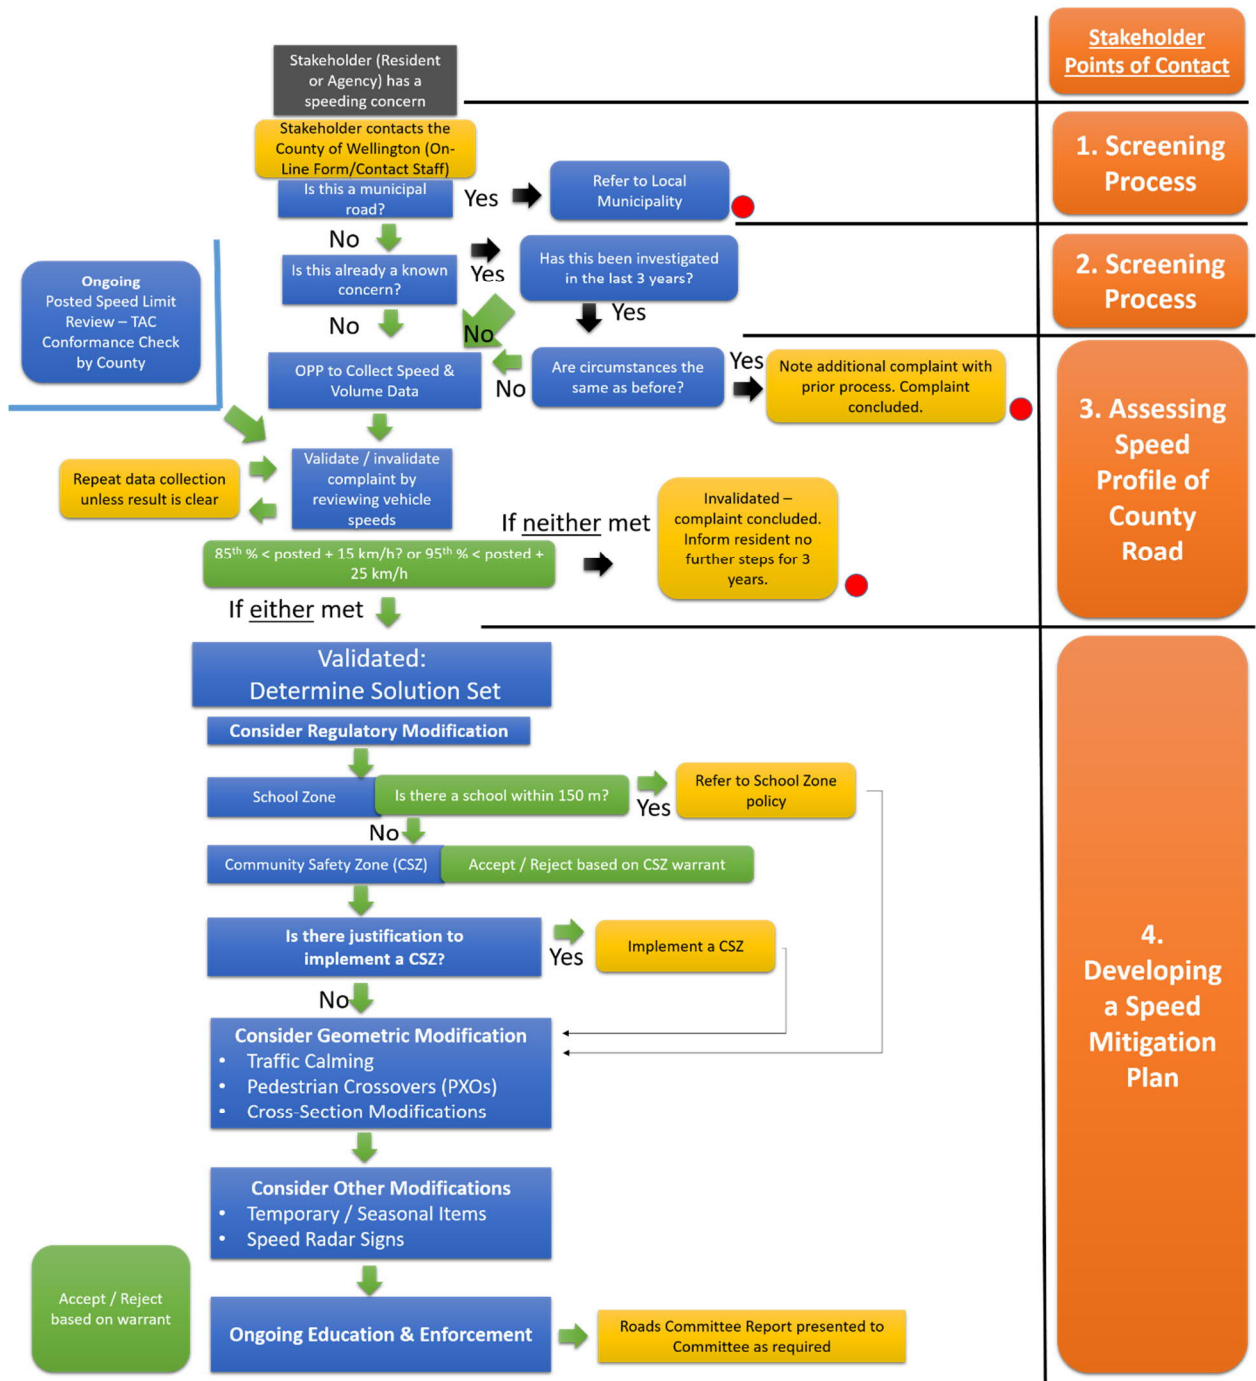 Stakeholder
Points of Contact
Stakeholder (Resident
or Agency) has a
speeding concern
Stakeholder contacts the
County of Wellington (On-
Line Form/Contact Staff)
1. Screening
Process
Is this a municipal
road?
Yes
Refer to Local
Municipality
No
Is this already a known
concern?
Yes
Has this been investigated
in the last 3 years?
2. Screening
Process
Ongoing
Posted Speed Limit
Review – TAC
Conformance Check
by County
No
No
Yes
OPP to Collect Speed &
Volume Data
No
Are circumstances the
same as before?
Yes
Note additional complaint with
prior process. Complaint
concluded.
3. Assessing
Speed
Profile of
County
Road
Repeat data collection
unless result is clear
Validate / invalidate
complaint by
reviewing vehicle
speeds
If neither met
Invalidated –
complaint concluded.
Inform resident no
further steps for 3
years.
85th % < posted + 15 km/h? or 95th % < posted +
25 km/h
If either met
Validated:
Determine Solution Set
Consider Regulatory Modification
School Zone
Is there a school within 150 m?
Yes
Refer to School Zone
policy
No
Community Safety Zone (CSZ)
Accept / Reject based on CSZ warrant
Is there justification to
implement a CSZ?
Yes
Implement a CSZ
No
4.
Developing
a Speed
Mitigation
Plan
Consider Geometric Modification
• Traffic Calming
• Pedestrian Crossovers (PXOs)
• Cross-Section Modifications
Consider Other Modifications
• Temporary / Seasonal Items
• Speed Radar Signs
Accept / Reject
based on warrant
Ongoing Education & Enforcement
Roads Committee Report presented to
Committee as required